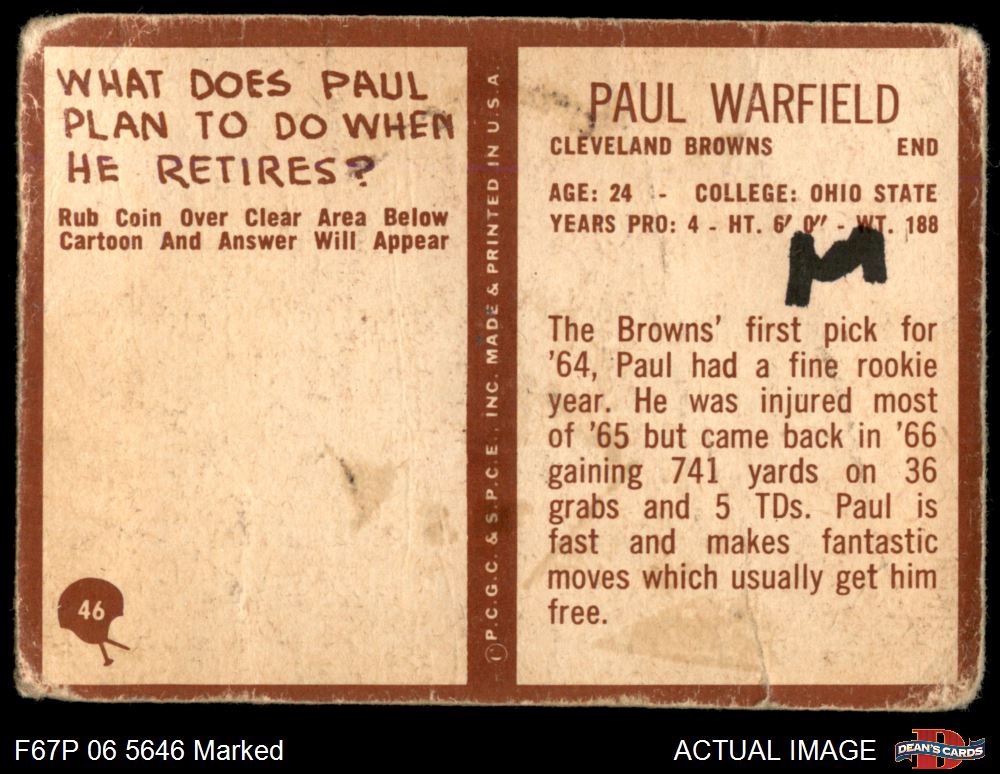 WHAT DOES PAUL
PLAN TO DO WHEN
HE RETIRES?
Rub Coin Over Clear Area Below
Cartoon And Answer Will Appear
46
© P.C.G.C. & S.P.C.E., INC. MADE & PRINTED IN U.S.A.
PAUL WARFIELD
CLEVELAND BROWNS END
AGE: 24 - COLLEGE: OHIO STATE
YEARS PRO: 4 - HT. 6' 0" - WT. 188
The Browns' first pick for
'64, Paul had a fine rookie
year. He was injured most
of '65 but came back in '66
gaining 741 yards on 36
grabs and 5 TDs. Paul is
fast and makes fantastic
moves which usually get him
free.
F67P 06 5646 Marked
ACTUAL IMAGE
DEAN'S CARDS